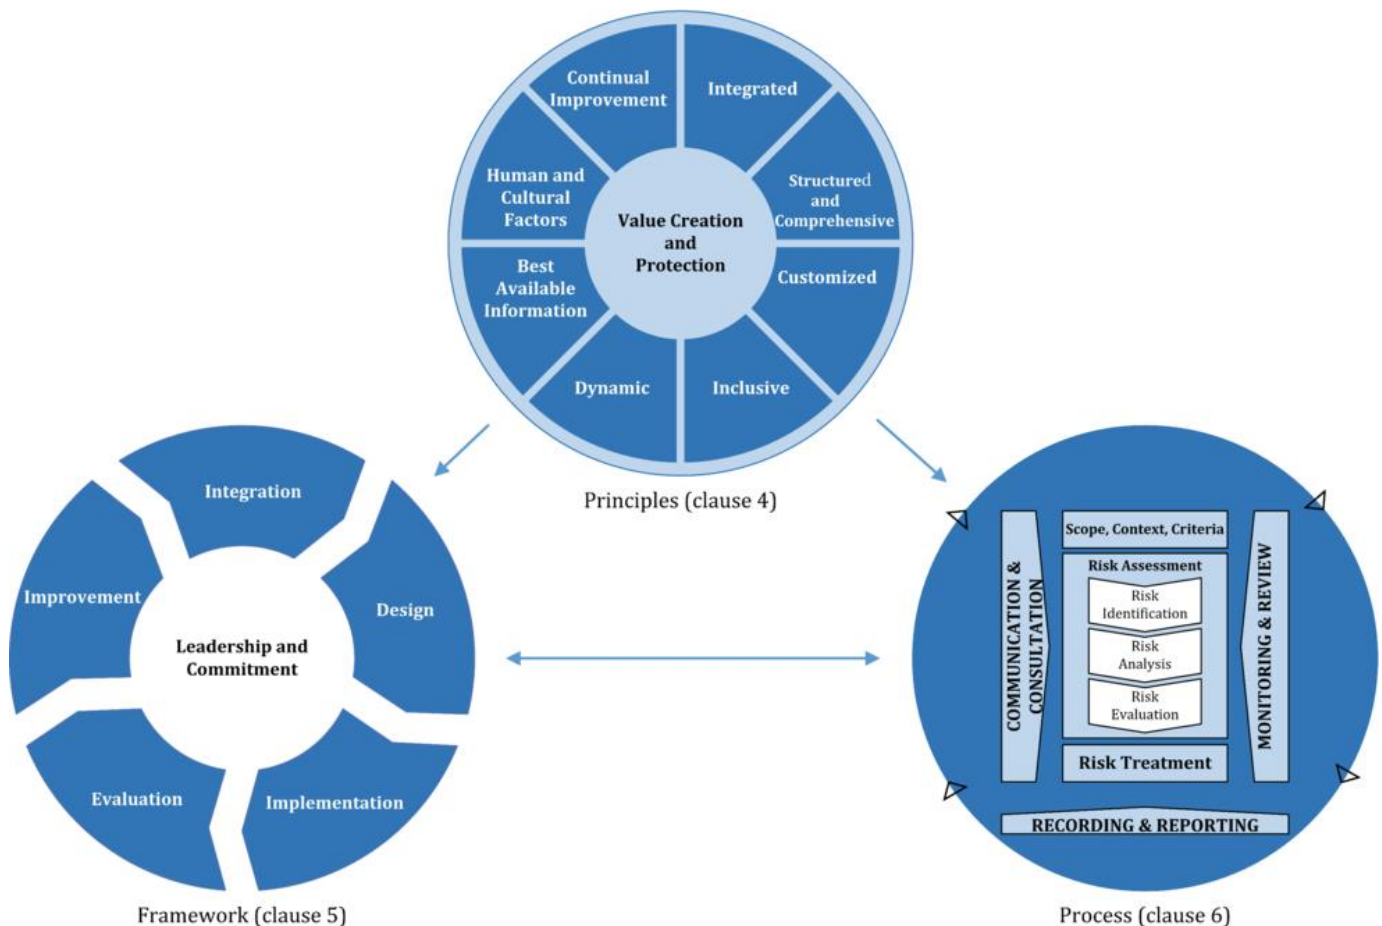 Continual
Improvement
Integrated
Structured
and
Comprehensive
Customized
Inclusive
Dynamic
Best
Available
Information
Human and
Cultural
Factors
Value Creation
and
Protection
Principles (clause 4)
Integration
Design
Implementation
Evaluation
Improvement
Leadership and
Commitment
Framework (clause 5)
Scope, Context, Criteria
Risk Assessment
Risk
Identification
Risk
Analysis
Risk
Evaluation
Risk Treatment
COMMUNICATION &
CONSULTATION
MONITORING & REVIEW
RECORDING & REPORTING
Process (clause 6)